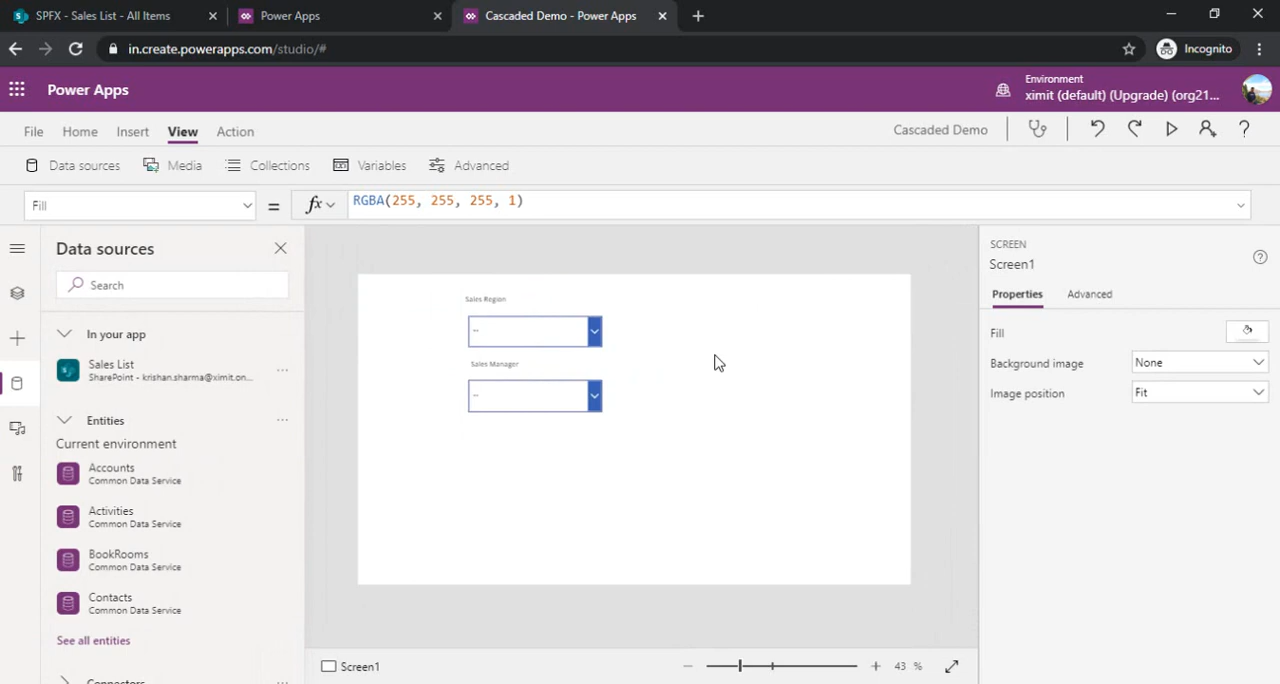 SPFX - Sales List - All Items
Power Apps
Cascaded Demo - Power Apps
in.create.powerapps.com/studio/#
Incognito
Power Apps
Environment
ximit (default) (Upgrade) (org21...
File Home Insert View Action
Cascaded Demo
Data sources Media Collections Variables Advanced
Fill
= fx RGBA(255, 255, 255, 1)
Data sources
Search
In your app
Sales List
SharePoint - krishan.sharma@ximit.on...
Entities
Current environment
Accounts
Common Data Service
Activities
Common Data Service
BookRooms
Common Data Service
Contacts
Common Data Service
See all entities
Connectors
Sales Region
Sales Manager
SCREEN
Screen1
Properties Advanced
Fill
Background image None
Image position Fit
Screen1
43 %